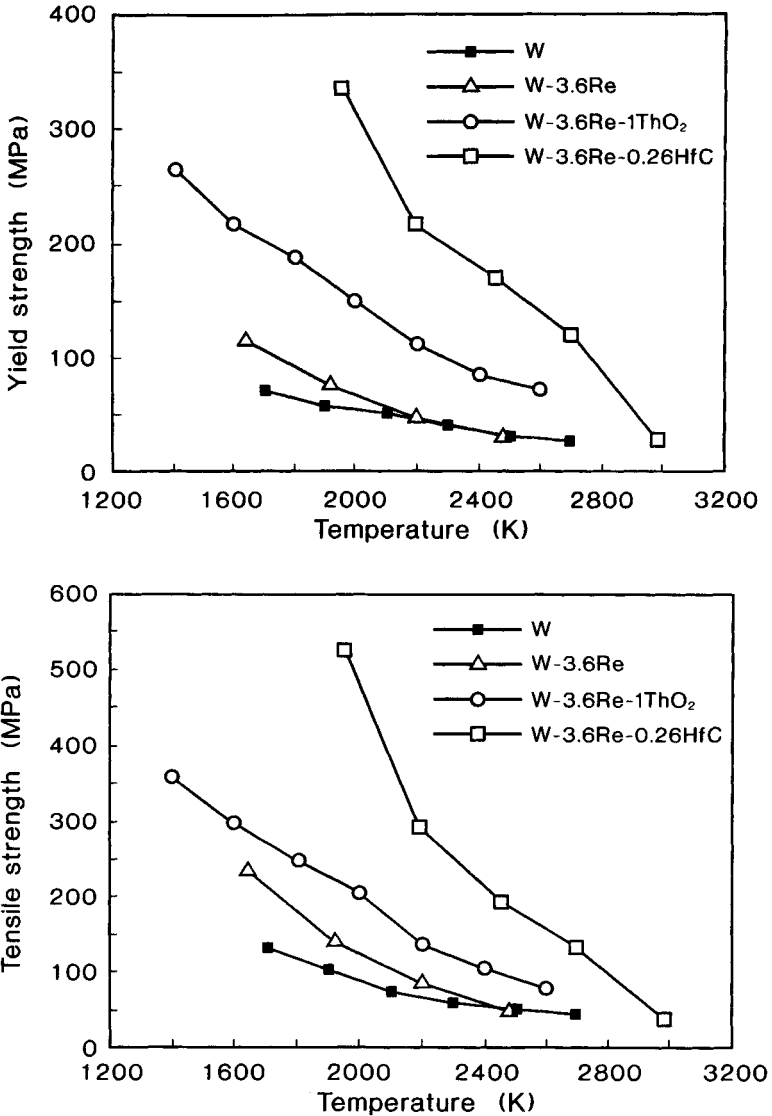 400
300
200
100
0
Yield strength (MPa)
W
W-3.6Re
W-3.6Re-1ThO₂
W-3.6Re-0.26HfC
1200 1600 2000 2400 2800 3200
Temperature (K)
600
500
400
300
200
100
0
Tensile strength (MPa)
W
W-3.6Re
W-3.6Re-1ThO₂
W-3.6Re-0.26HfC
1200 1600 2000 2400 2800 3200
Temperature (K)